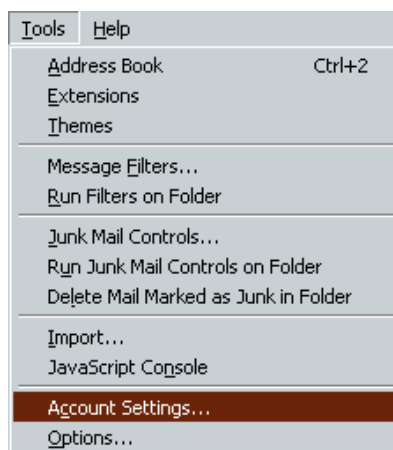 Tools Help
Address Book Ctrl+2
Extensions
Themes
Message Filters...
Run Filters on Folder
Junk Mail Controls...
Run Junk Mail Controls on Folder
Delete Mail Marked as Junk in Folder
Import...
JavaScript Console
Account Settings...
Options...